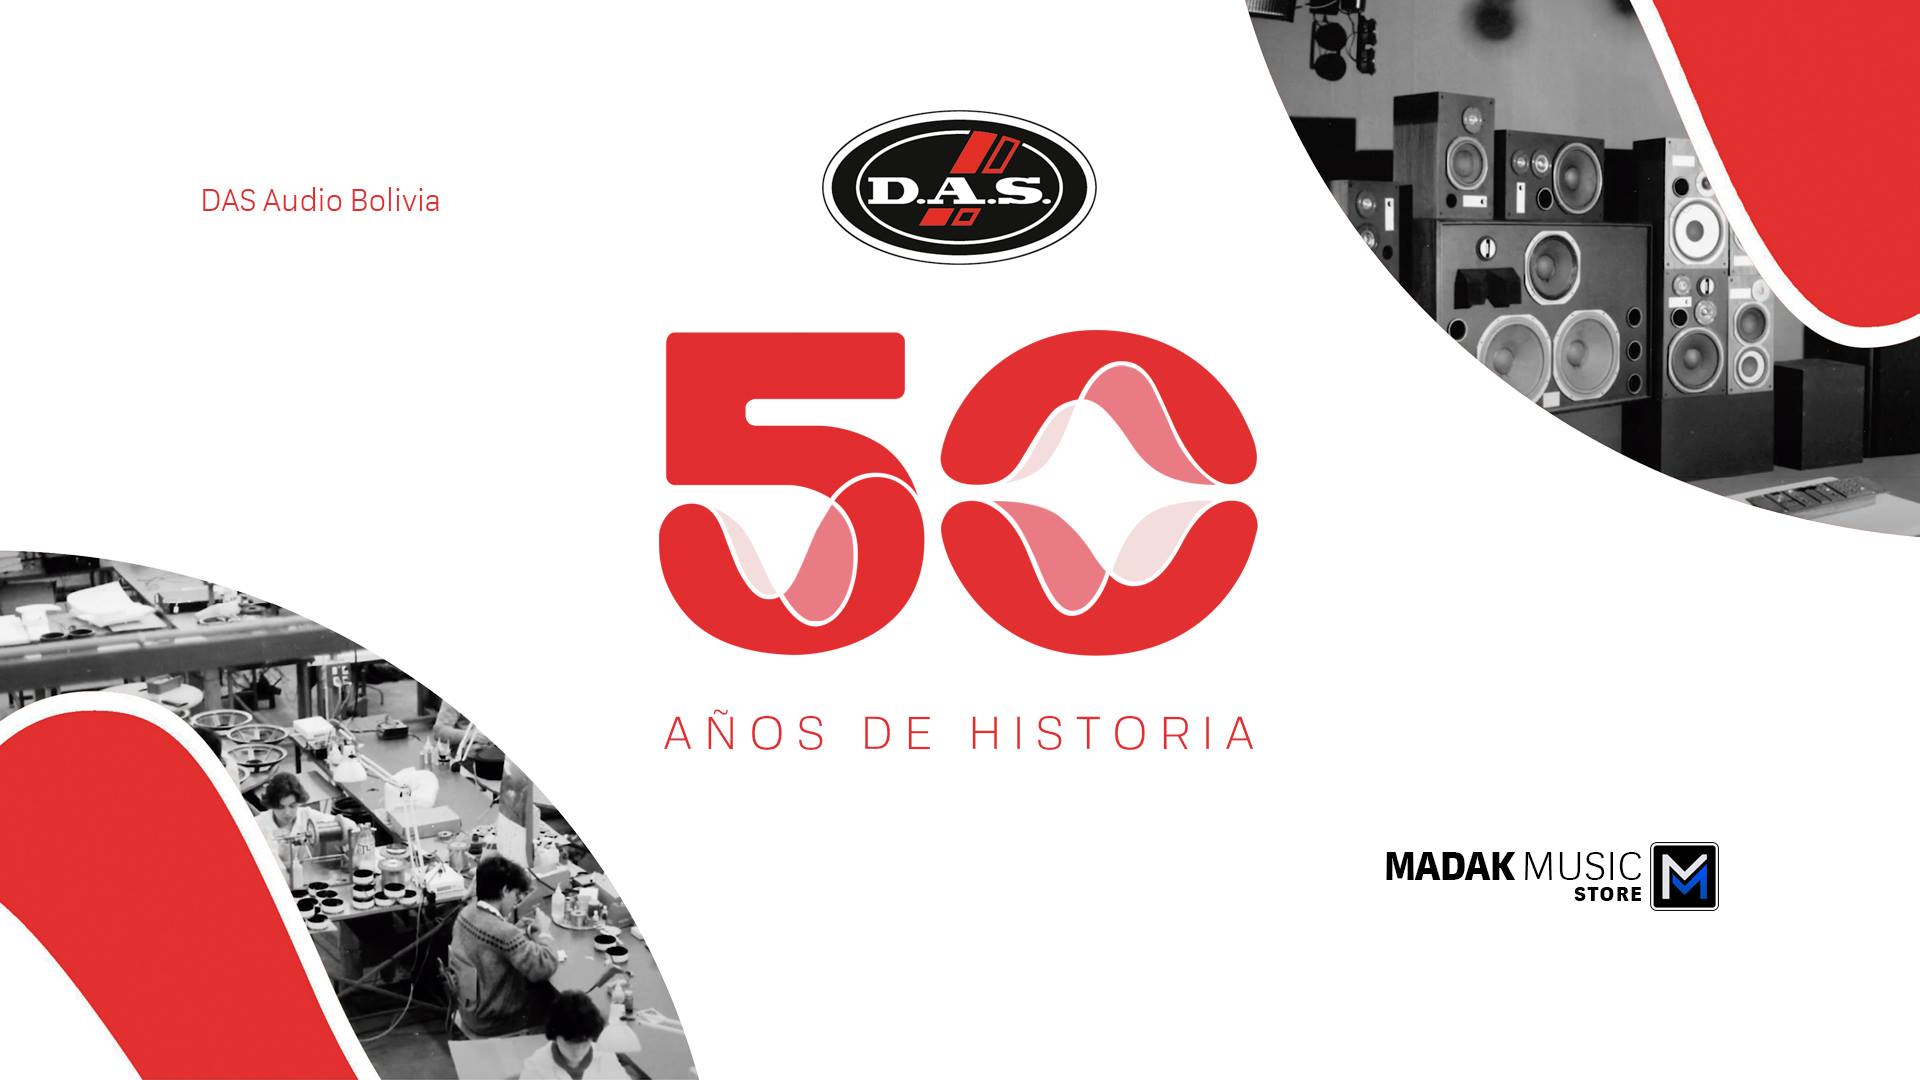 DAS Audio Bolivia
D.A.S.
50
AÑOS DE HISTORIA
MADAK MUSIC
STORE